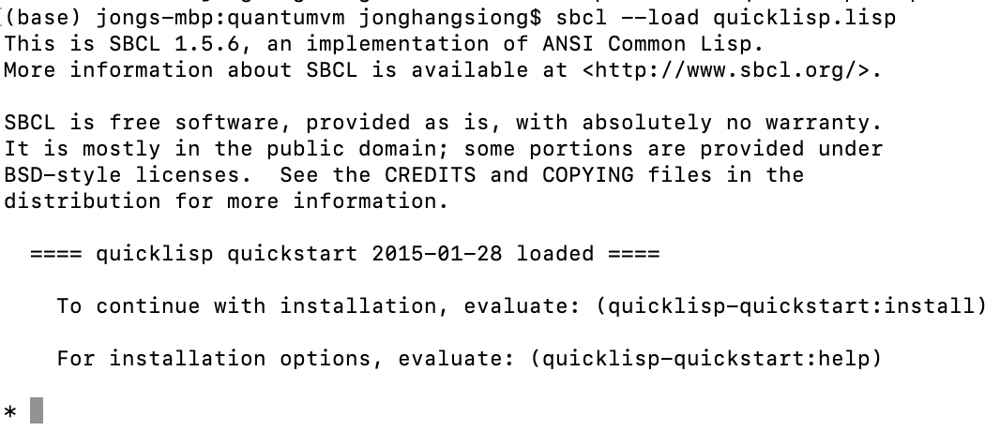 (base) jongs-mbp:quantumvm jonghangsiong$ sbcl --load quicklisp.lisp
This is SBCL 1.5.6, an implementation of ANSI Common Lisp.
More information about SBCL is available at <http://www.sbcl.org/>.
SBCL is free software, provided as is, with absolutely no warranty.
It is mostly in the public domain; some portions are provided under
BSD-style licenses.  See the CREDITS and COPYING files in the
distribution for more information.
==== quicklisp quickstart 2015-01-28 loaded ====
To continue with installation, evaluate: (quicklisp-quickstart:install)
For installation options, evaluate: (quicklisp-quickstart:help)
*